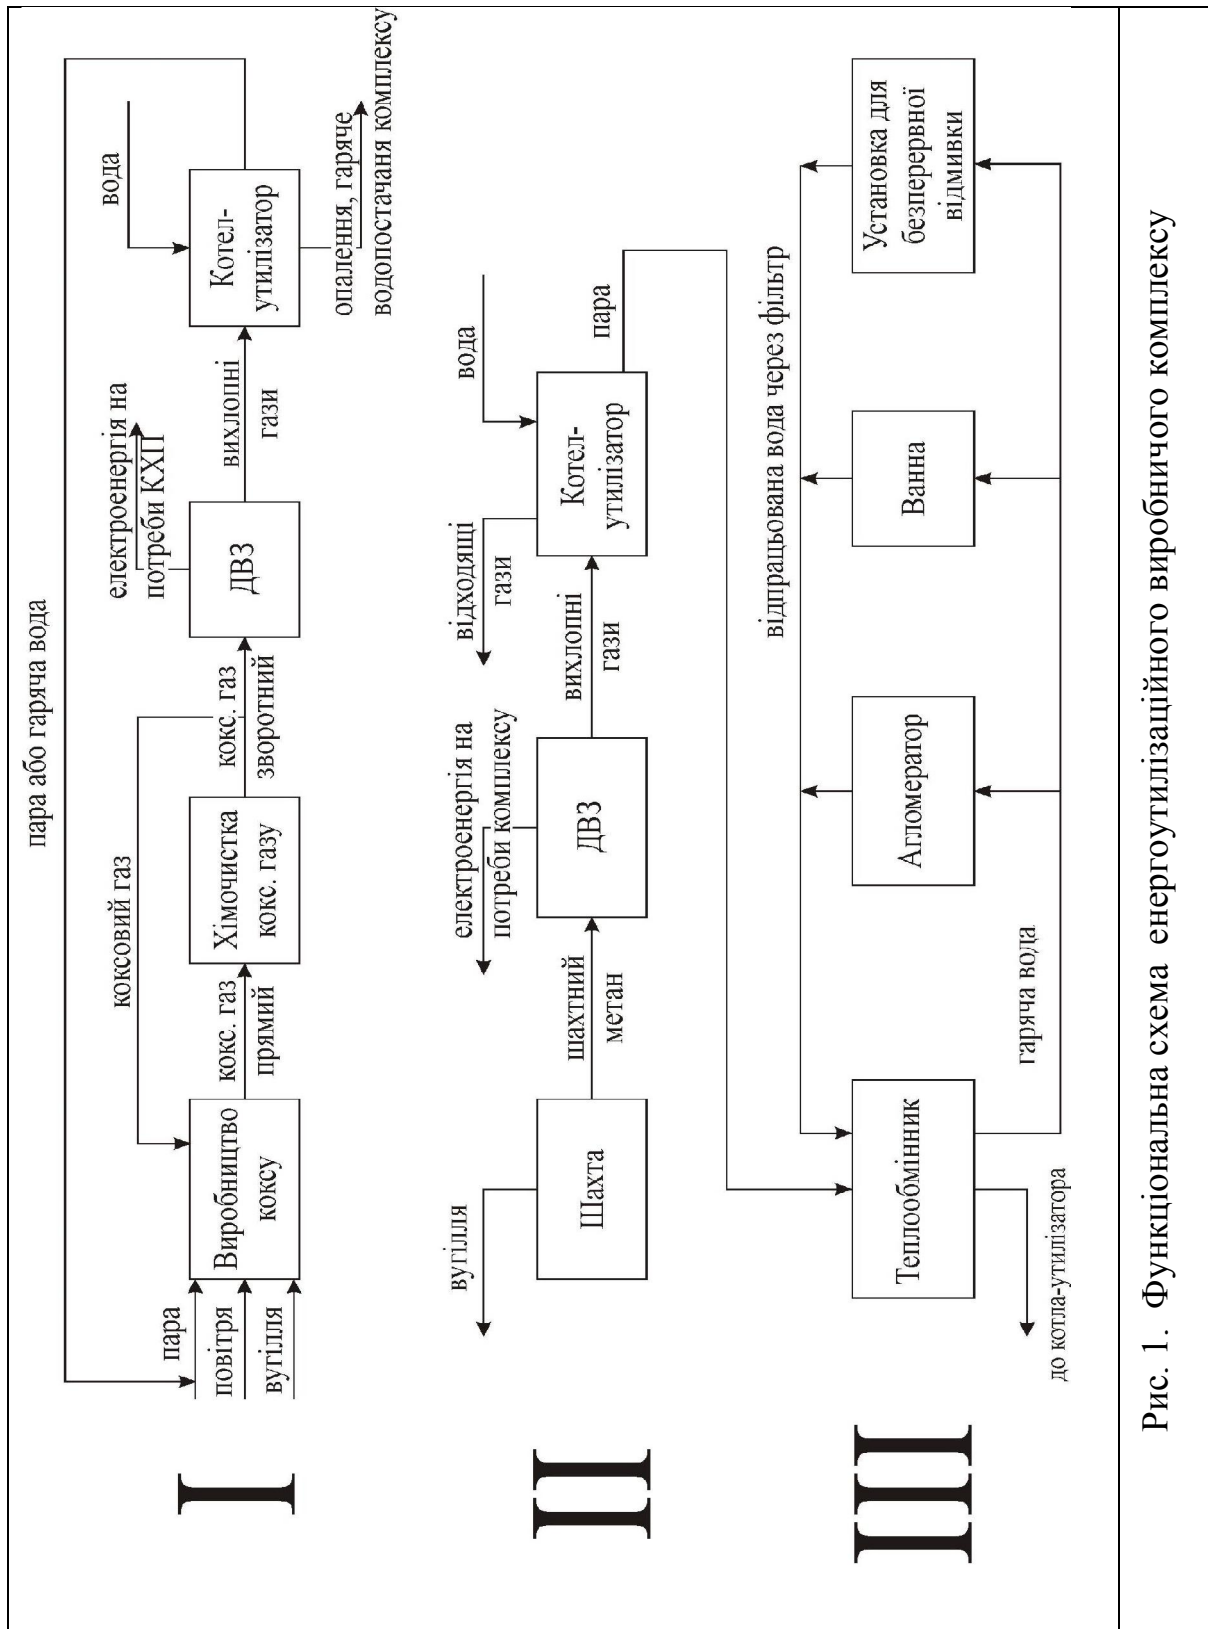 I
пара або гаряча вода
пара
повітря
вугілля
Виробництво
коксу
коксовий газ
кокс. газ
прямий
Хімочистка
кокс. газу
кокс. газ
зворотний
ДВЗ
електроенергія на
потреби КХП
вихлопні
гази
Котел-
утилізатор
вода
опалення, гаряче
водопостачаня комплексу
II
вугілля
Шахта
шахтний
метан
ДВЗ
електроенергія на
потреби комплексу
вихлопні
гази
відходящі
гази
Котел-
утилізатор
вода
пара
III
Теплообмінник
до котла-утилізатора
гаряча вода
Агломератор
відпрацьована вода через фільтр
Ванна
Установка для
безперервної
відмивки
Рис. 1. Функціональна схема енергоутилізаційного виробничого комплексу